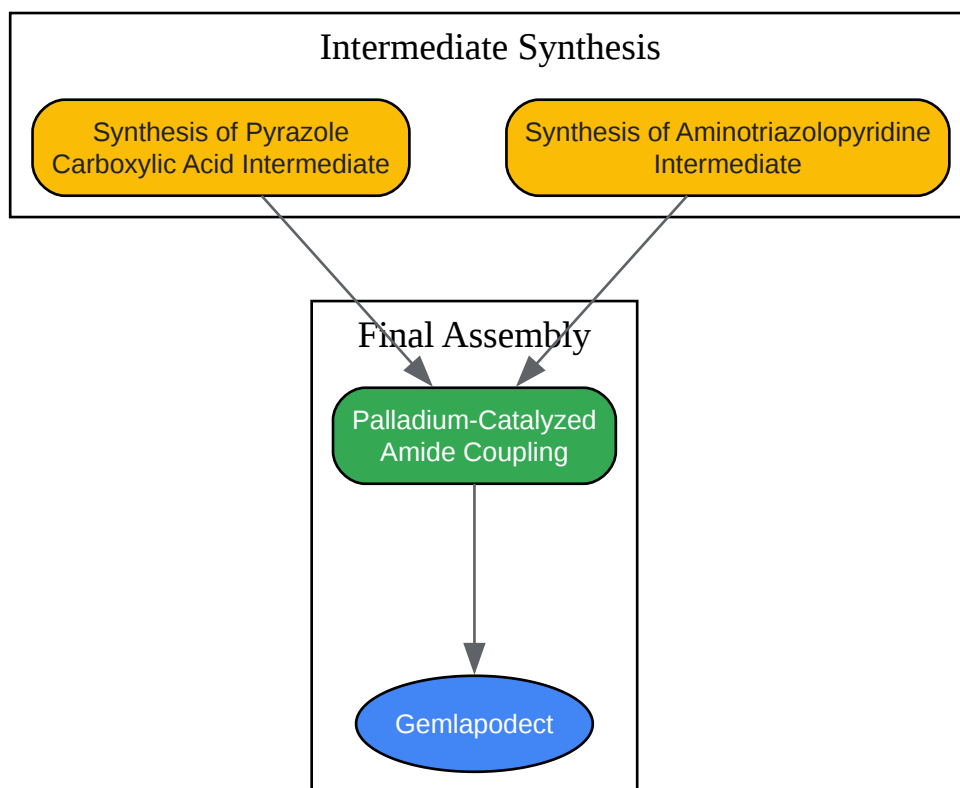 Intermediate Synthesis
Synthesis of Pyrazole
Carboxylic Acid Intermediate
Synthesis of Aminotriazolopyridine
Intermediate
Final Assembly
Palladium-Catalyzed
Amide Coupling
Gemlapodect